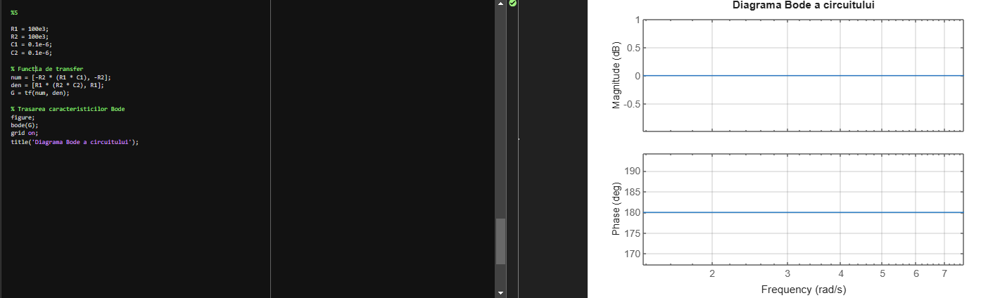 %5
R1 = 100e3;
R2 = 100e3;
C1 = 0.1e-6;
C2 = 0.1e-6;
% Funcția de transfer
num = [-R2 * (R1 * C1), -R2];
den = [R1 * (R2 * C2), R1];
G = tf(num, den);
% Trasarea caracteristicilor Bode
figure;
bode(G);
grid on;
title('Diagrama Bode a circuitului');
Diagrama Bode a circuitului
Magnitude (dB)
1
0.5
0
-0.5
Phase (deg)
190
185
180
175
170
2 3 4 5 6 7
Frequency (rad/s)